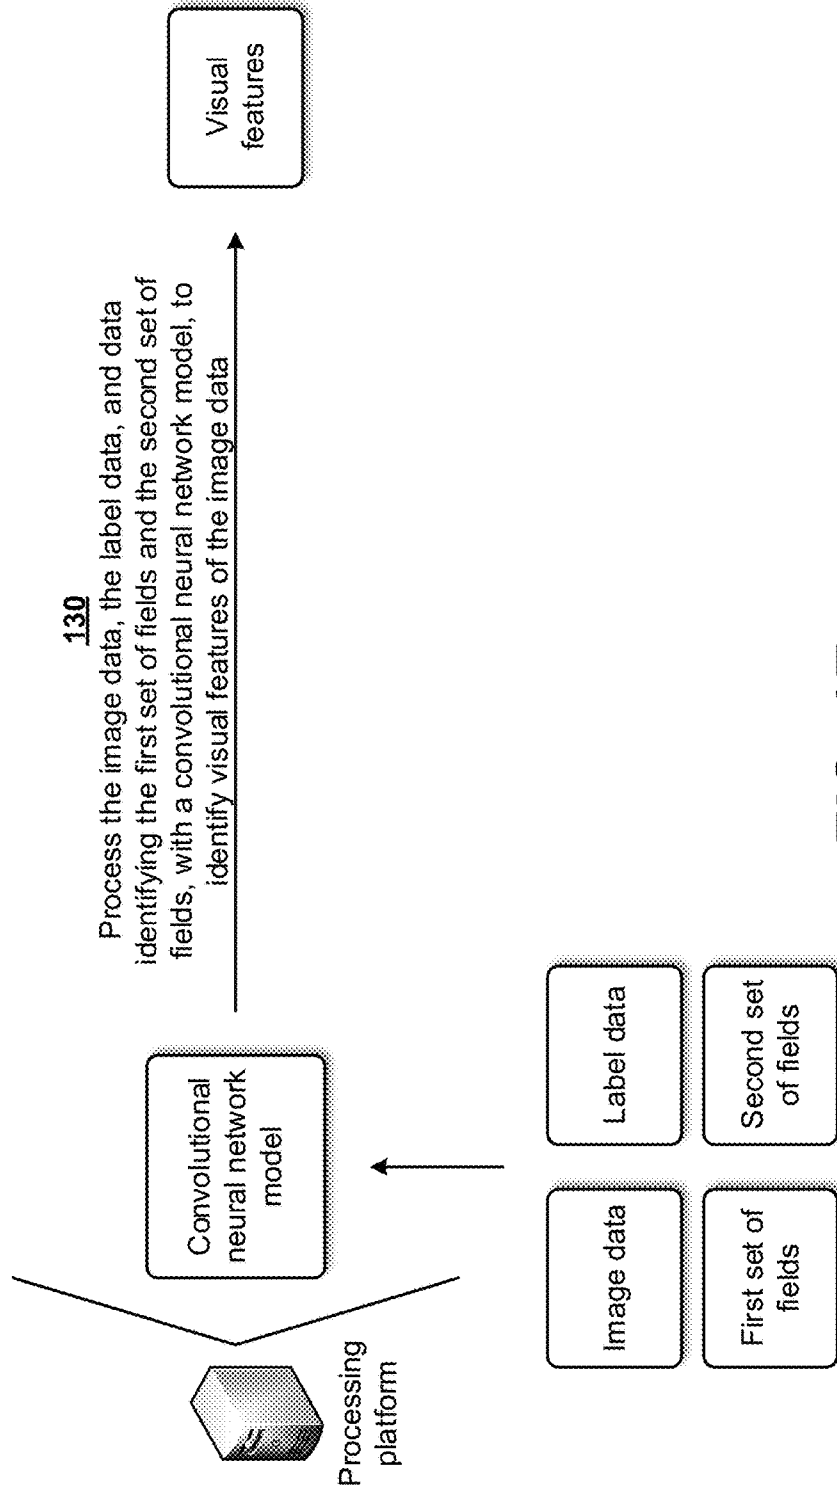 130
Process the image data, the label data, and data
identifying the first set of fields and the second set of
fields, with a convolutional neural network model, to
identify visual features of the image data
Processing
platform
Convolutional
neural network
model
Visual
features
Image data
Label data
First set of
fields
Second set
of fields